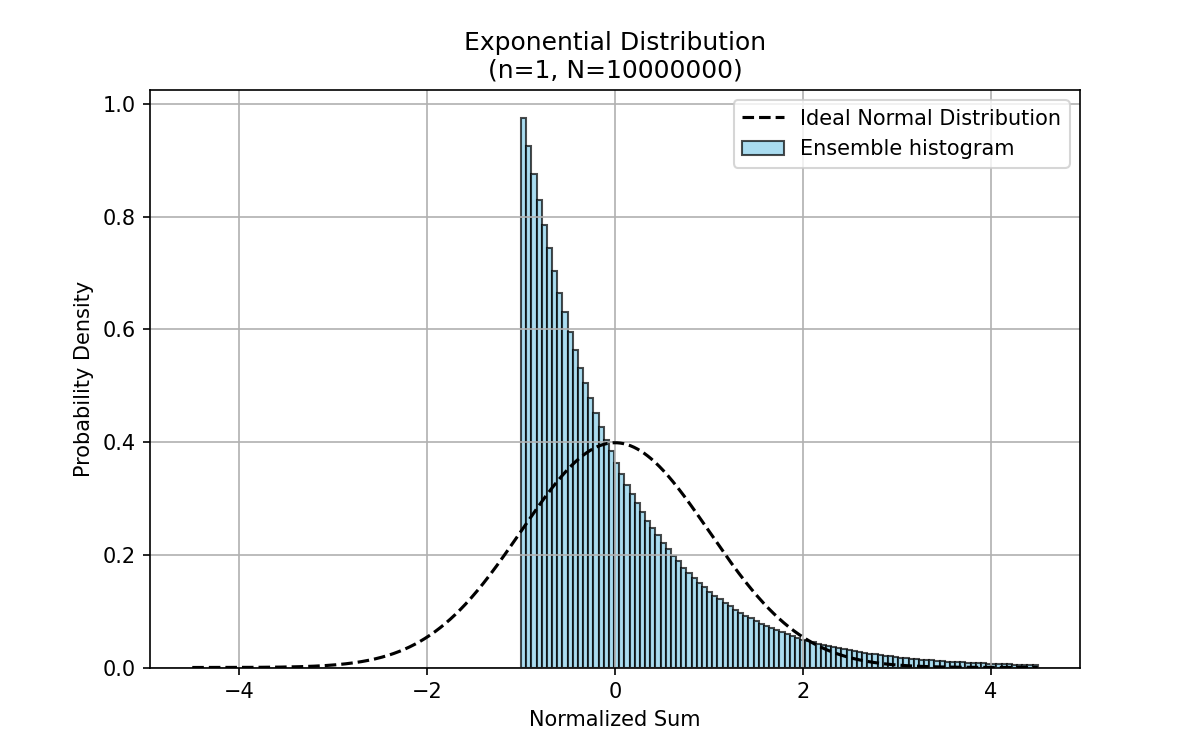 Exponential Distribution
(n=1, N=10000000)
Ideal Normal Distribution
Ensemble histogram
Probability Density
1.0
0.8
0.6
0.4
0.2
0.0
−4
−2
0
2
4
Normalized Sum